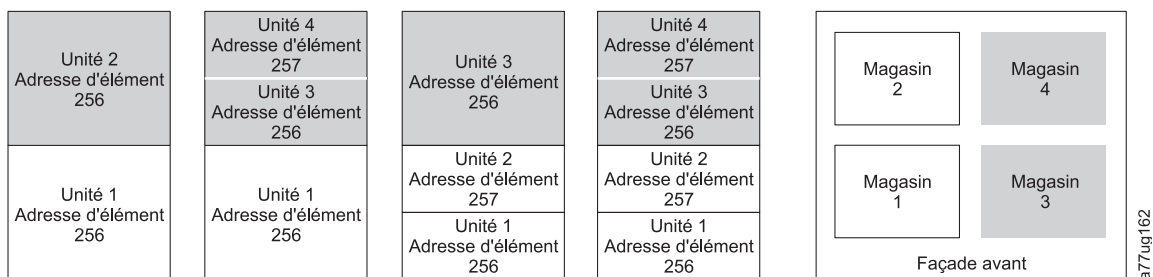 Unité 2
Adresse d'élément
256
Unité 1
Adresse d'élément
256
Unité 4
Adresse d'élément
257
Unité 3
Adresse d'élément
256
Unité 1
Adresse d'élément
256
Unité 3
Adresse d'élément
256
Unité 2
Adresse d'élément
257
Unité 1
Adresse d'élément
256
Unité 4
Adresse d'élément
257
Unité 3
Adresse d'élément
256
Unité 2
Adresse d'élément
257
Unité 1
Adresse d'élément
256
Magasin
2
Magasin
4
Magasin
1
Magasin
3
Façade avant
a77ug162